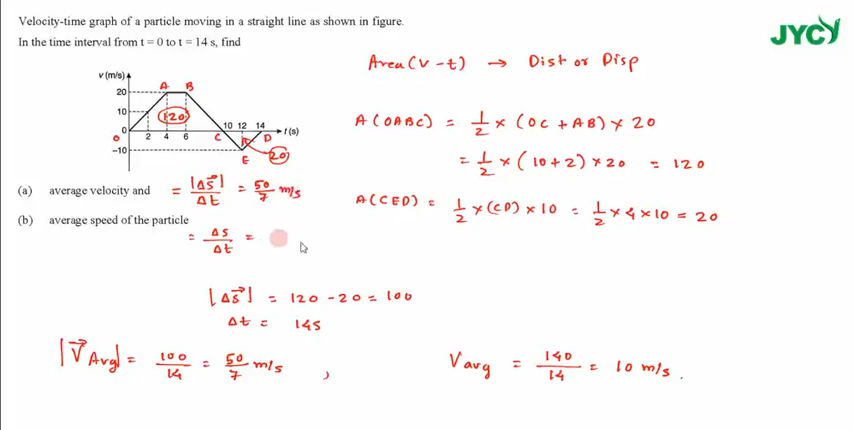 Velocity-time graph of a particle moving in a straight line as shown in figure.
In the time interval from t = 0 to t = 14 s, find
JYCY
Area (v - t) → Dist or Disp
v (m/s)
20
10
0
-10
A B
120
10 12 14
t (s)
O
2 4 6
C
D
E
20
A (OABC) = 1/2 × (OC + AB) × 20
= 1/2 × (10 + 2) × 20 = 120
(a) average velocity and = |Δs⃗| / Δt = 50/7 m/s
A (CED) = 1/2 × (CD) × 10 = 1/2 × 4 × 10 = 20
(b) average speed of the particle
= Δs / Δt =
|Δs⃗| = 120 - 20 = 100
Δt = 14s
|V⃗ Avg| = 100/14 = 50/7 m/s ,
Vavg = 140/14 = 10 m/s .